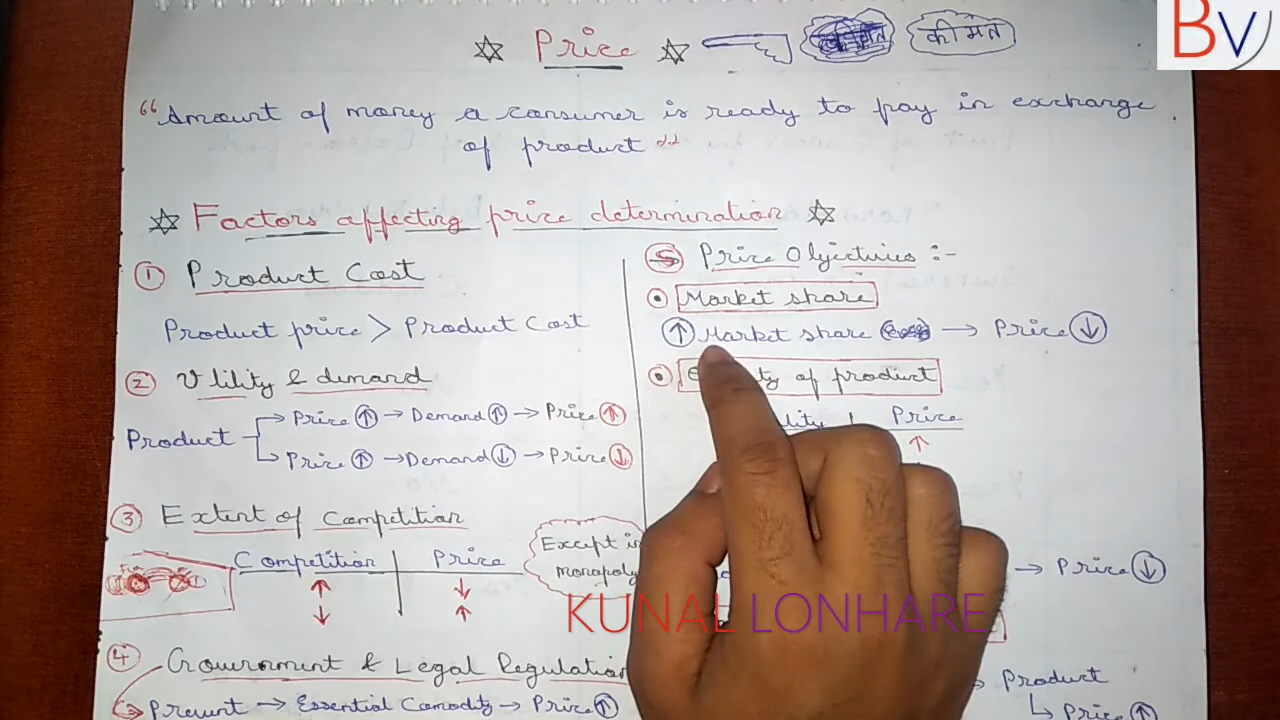 Price कीमत
BV
"Amount of money a consumer is ready to pay in exchange
of product"
Factors affecting price determination
① Product Cost
Product price > Product Cost
② Utility & demand
Product
Price ↑ → Demand ↑ → Price ↑
Price ↑ → Demand ↓ → Price ↓
③ Extent of Competition
Competition | Price
↑ ↓
↓ ↑
Except in
monopoly
④ Government & Legal Regulation
Prevent → Essential Comodity → Price ↑
⑤ Price Objectives :-
• Market share
↑ Market share → Price ↓
• of product
Price
↑
→ Price ↓
KUNAL LONHARE
Product
↳ Price ↑